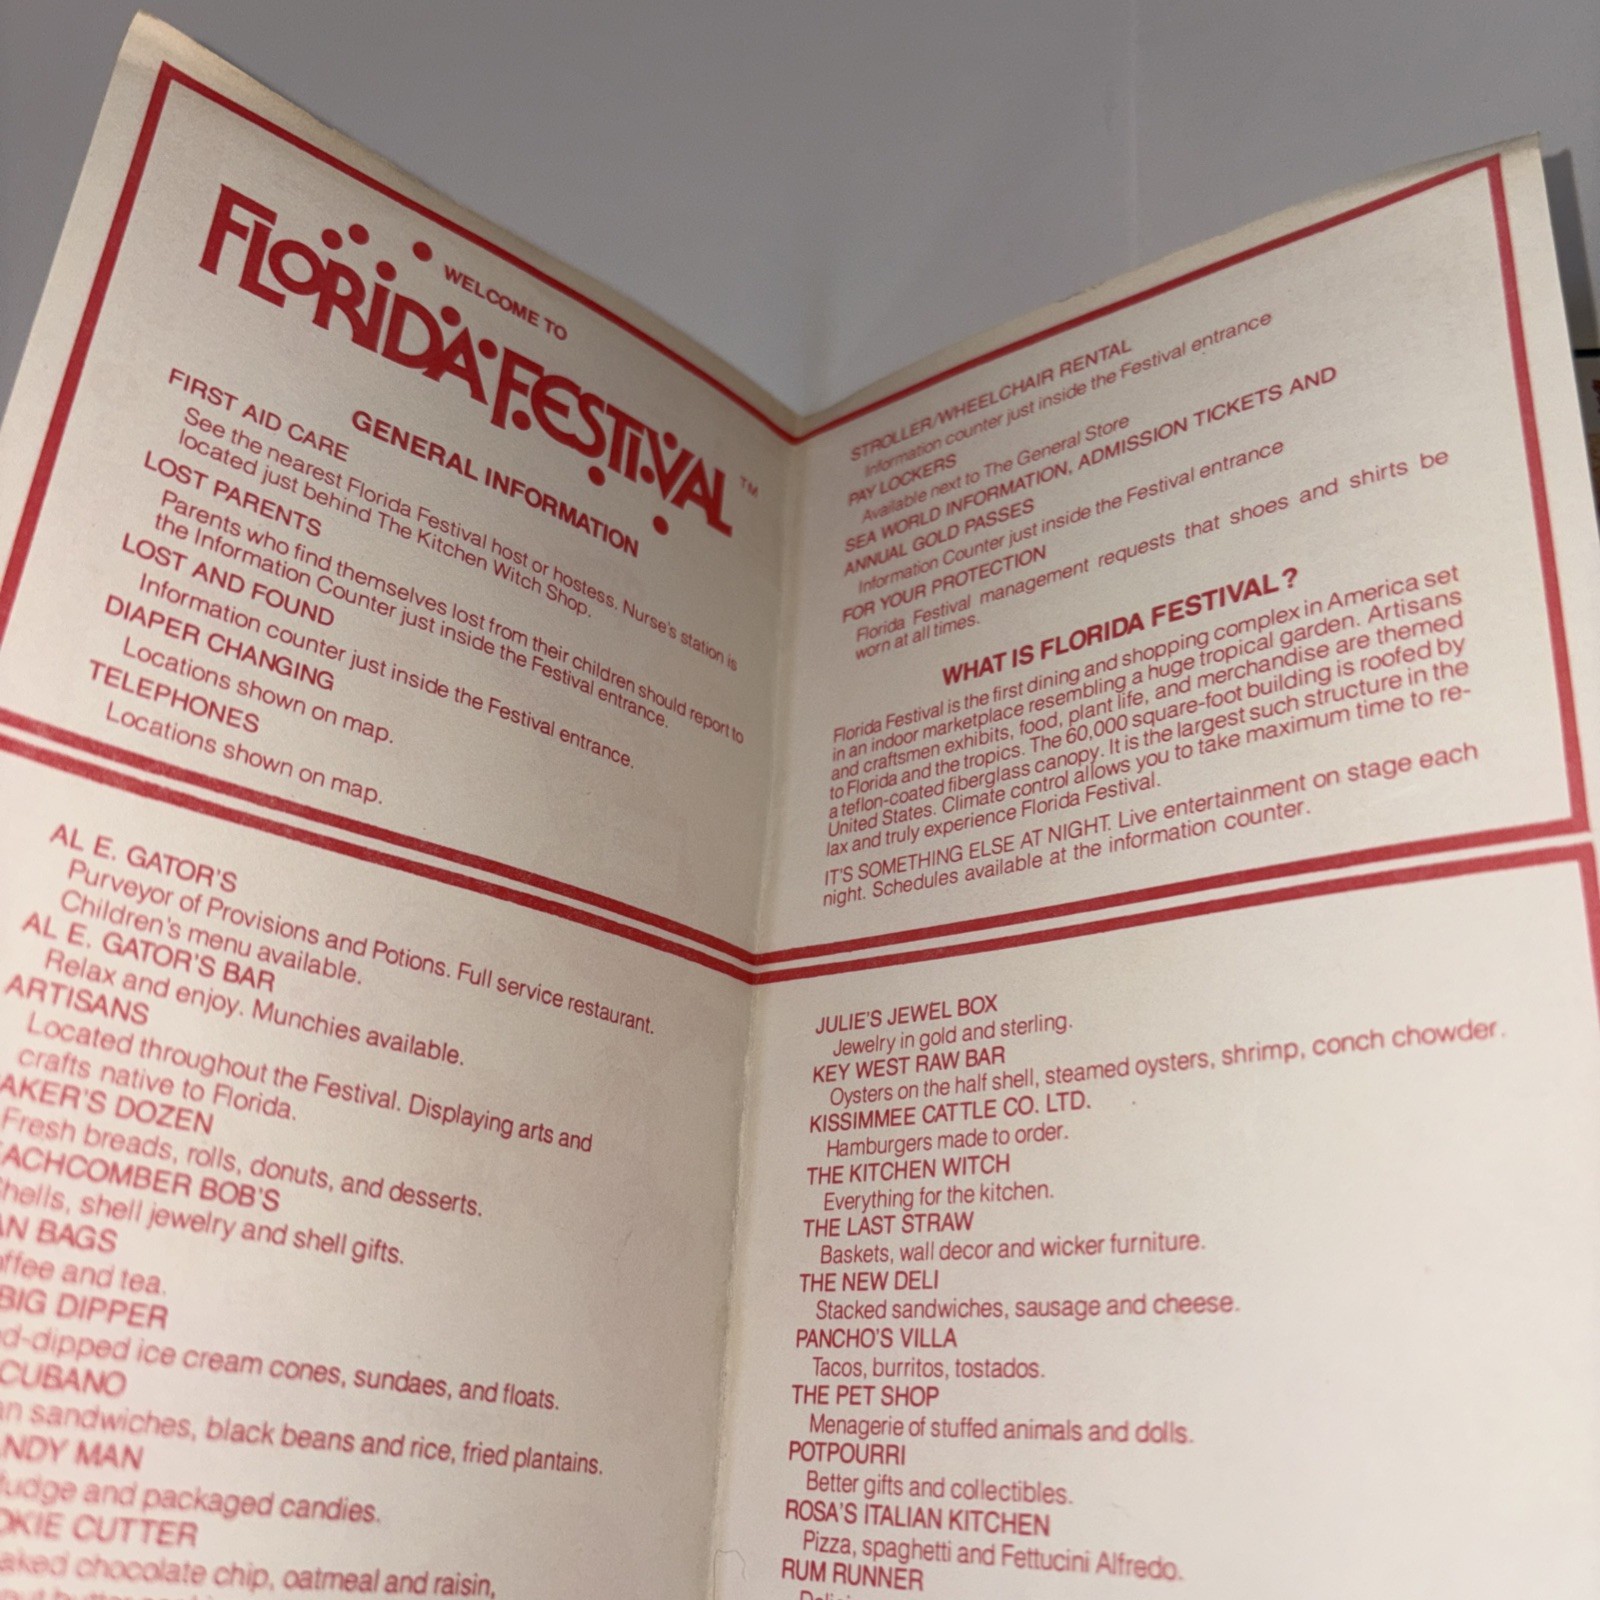 WELCOME TO
FLORIDA FESTIVAL™
GENERAL INFORMATION
FIRST AID CARE
See the nearest Florida Festival host or hostess. Nurse's station is
located just behind The Kitchen Witch Shop.
LOST PARENTS
Parents who find themselves lost from their children should report to
the Information Counter just inside the Festival entrance.
LOST AND FOUND
Information counter just inside the Festival entrance.
DIAPER CHANGING
Locations shown on map.
TELEPHONES
Locations shown on map.
AL E. GATOR'S
Purveyor of Provisions and Potions. Full service restaurant.
Children's menu available.
AL E. GATOR'S BAR
Relax and enjoy. Munchies available.
ARTISANS
Located throughout the Festival. Displaying arts and
crafts native to Florida.
AKER'S DOZEN
Fresh breads, rolls, donuts, and desserts.
EACHCOMBER BOB'S
hells, shell jewelry and shell gifts.
AN BAGS
offee and tea.
BIG DIPPER
d-dipped ice cream cones, sundaes, and floats.
CUBANO
an sandwiches, black beans and rice, fried plantains.
NDY MAN
fudge and packaged candies.
OKIE CUTTER
aked chocolate chip, oatmeal and raisin,
STROLLER/WHEELCHAIR RENTAL
Information counter just inside the Festival entrance
PAY LOCKERS
Available next to The General Store
SEA WORLD INFORMATION, ADMISSION TICKETS AND
ANNUAL GOLD PASSES
Information Counter just inside the Festival entrance
FOR YOUR PROTECTION
Florida Festival management requests that shoes and shirts be
worn at all times.
WHAT IS FLORIDA FESTIVAL?
Florida Festival is the first dining and shopping complex in America set
in an indoor marketplace resembling a huge tropical garden. Artisans
and craftsmen exhibits, food, plant life, and merchandise are themed
to Florida and the tropics. The 60,000 square-foot building is roofed by
a teflon-coated fiberglass canopy. It is the largest such structure in the
United States. Climate control allows you to take maximum time to re-
lax and truly experience Florida Festival.
IT'S SOMETHING ELSE AT NIGHT. Live entertainment on stage each
night. Schedules available at the information counter.
JULIE'S JEWEL BOX
Jewelry in gold and sterling.
KEY WEST RAW BAR
Oysters on the half shell, steamed oysters, shrimp, conch chowder.
KISSIMMEE CATTLE CO. LTD.
Hamburgers made to order.
THE KITCHEN WITCH
Everything for the kitchen.
THE LAST STRAW
Baskets, wall decor and wicker furniture.
THE NEW DELI
Stacked sandwiches, sausage and cheese.
PANCHO'S VILLA
Tacos, burritos, tostados.
THE PET SHOP
Menagerie of stuffed animals and dolls.
POTPOURRI
Better gifts and collectibles.
ROSA'S ITALIAN KITCHEN
Pizza, spaghetti and Fettucini Alfredo.
RUM RUNNER